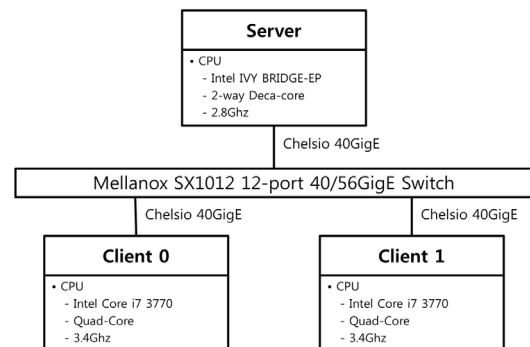 Server
• CPU
- Intel IVY BRIDGE-EP
- 2-way Deca-core
- 2.8Ghz
Chelsio 40GigE
Mellanox SX1012 12-port 40/56GigE Switch
Chelsio 40GigE
Chelsio 40GigE
Client 0
• CPU
- Intel Core i7 3770
- Quad-Core
- 3.4Ghz
Client 1
• CPU
- Intel Core i7 3770
- Quad-Core
- 3.4Ghz